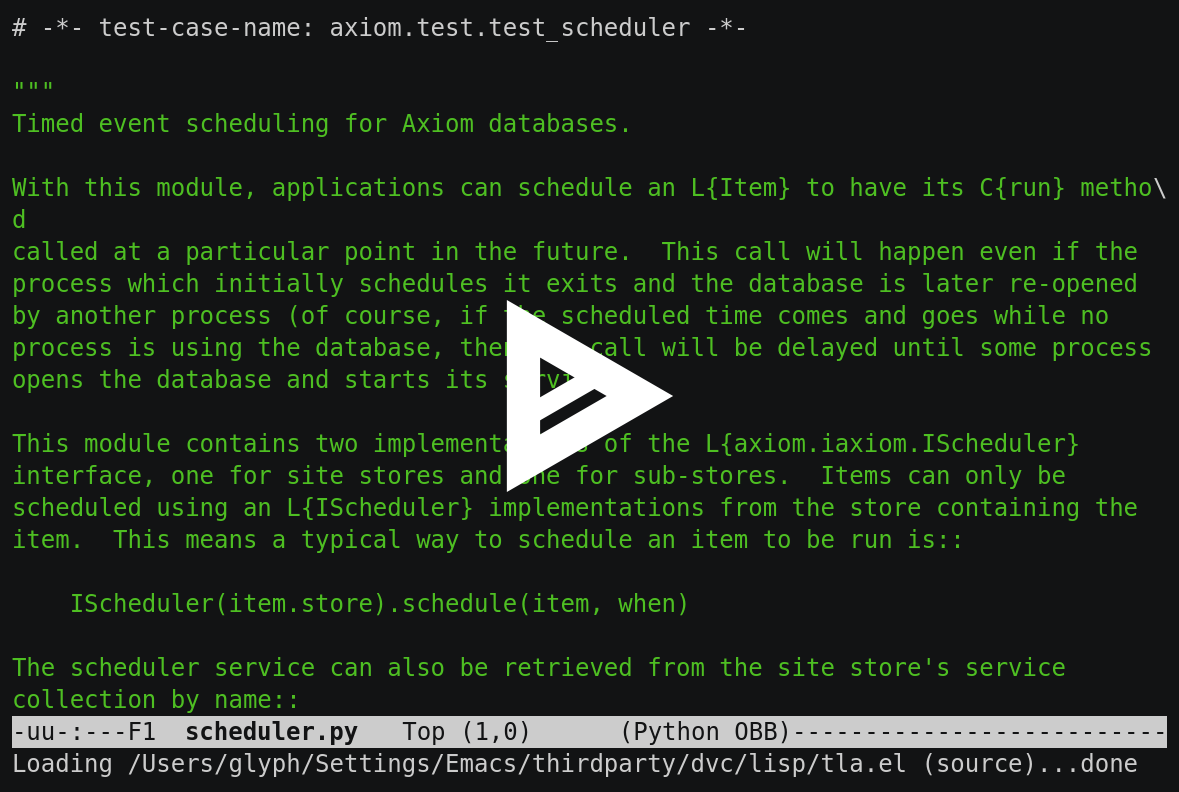 # -*- test-case-name: axiom.test.test_scheduler -*-
"""
Timed event scheduling for Axiom databases.
With this module, applications can schedule an L{Item} to have its C{run} metho\
d
called at a particular point in the future.  This call will happen even if the
process which initially schedules it exits and the database is later re-opened
by another process (of course, if the scheduled time comes and goes while no
process is using the database, then call will be delayed until some process
opens the database and starts its
This module contains two of the L{axiom.iaxiom.IScheduler}
interface, one for site stores and one for sub-stores.  Items can only be
scheduled using an L{IScheduler} implementations from the store containing the
item.  This means a typical way to schedule an item to be run is::
    IScheduler(item.store).schedule(item, when)
The scheduler service can also be retrieved from the site store's service
collection by name::
-uu-:---F1  scheduler.py   Top (1,0)      (Python OBB)--------------------------
Loading /Users/glyph/Settings/Emacs/thirdparty/dvc/lisp/tla.el (source)...done